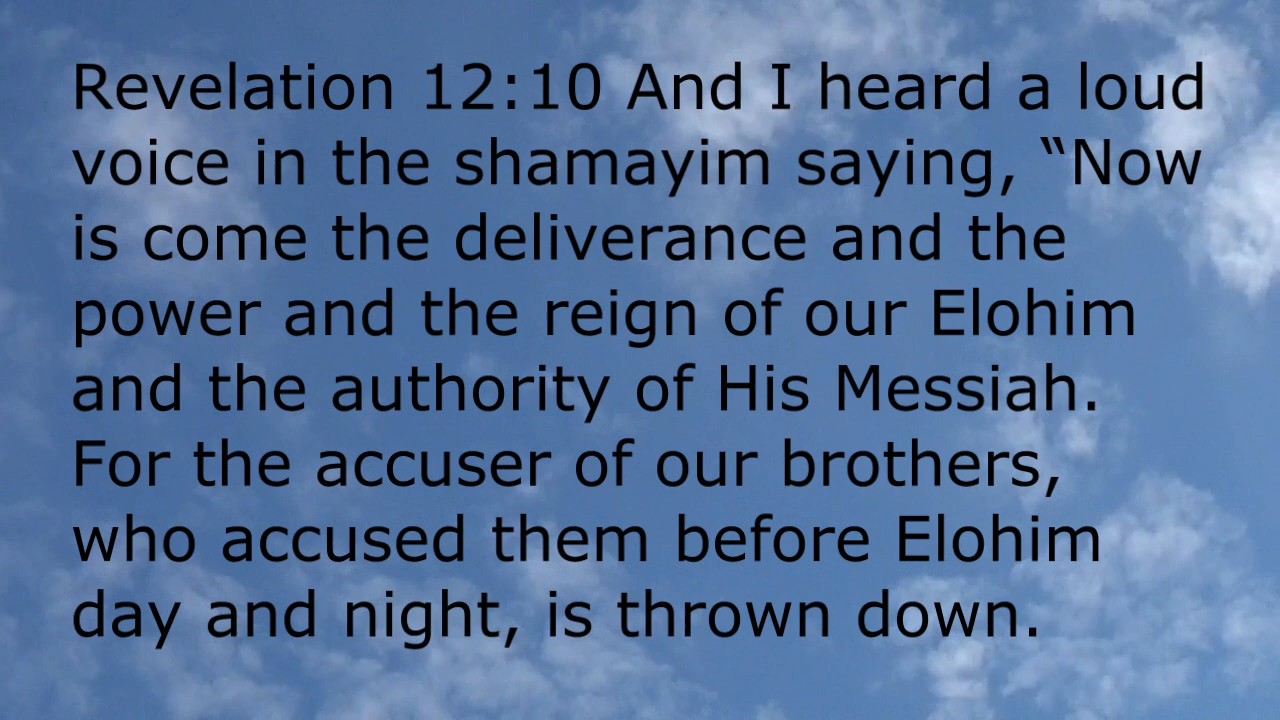 Revelation 12:10 And I heard a loud
voice in the shamayim saying, “Now
is come the deliverance and the
power and the reign of our Elohim
and the authority of His Messiah.
For the accuser of our brothers,
who accused them before Elohim
day and night, is thrown down.